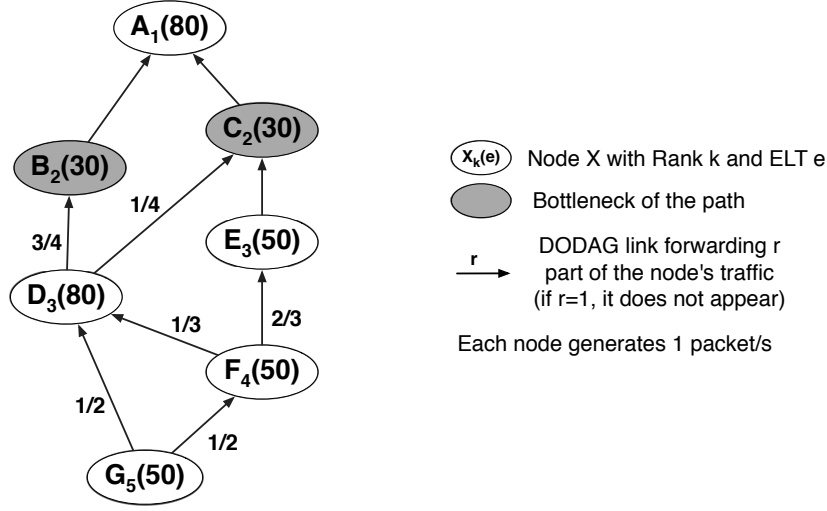 A₁(80)
C₂(30)
B₂(30)
1/4
3/4
E₃(50)
D₃(80)
1/3
2/3
F₄(50)
1/2
1/2
G₅(50)
Xₖ(e) Node X with Rank k and ELT e
Bottleneck of the path
r
DODAG link forwarding r
part of the node's traffic
(if r=1, it does not appear)
Each node generates 1 packet/s